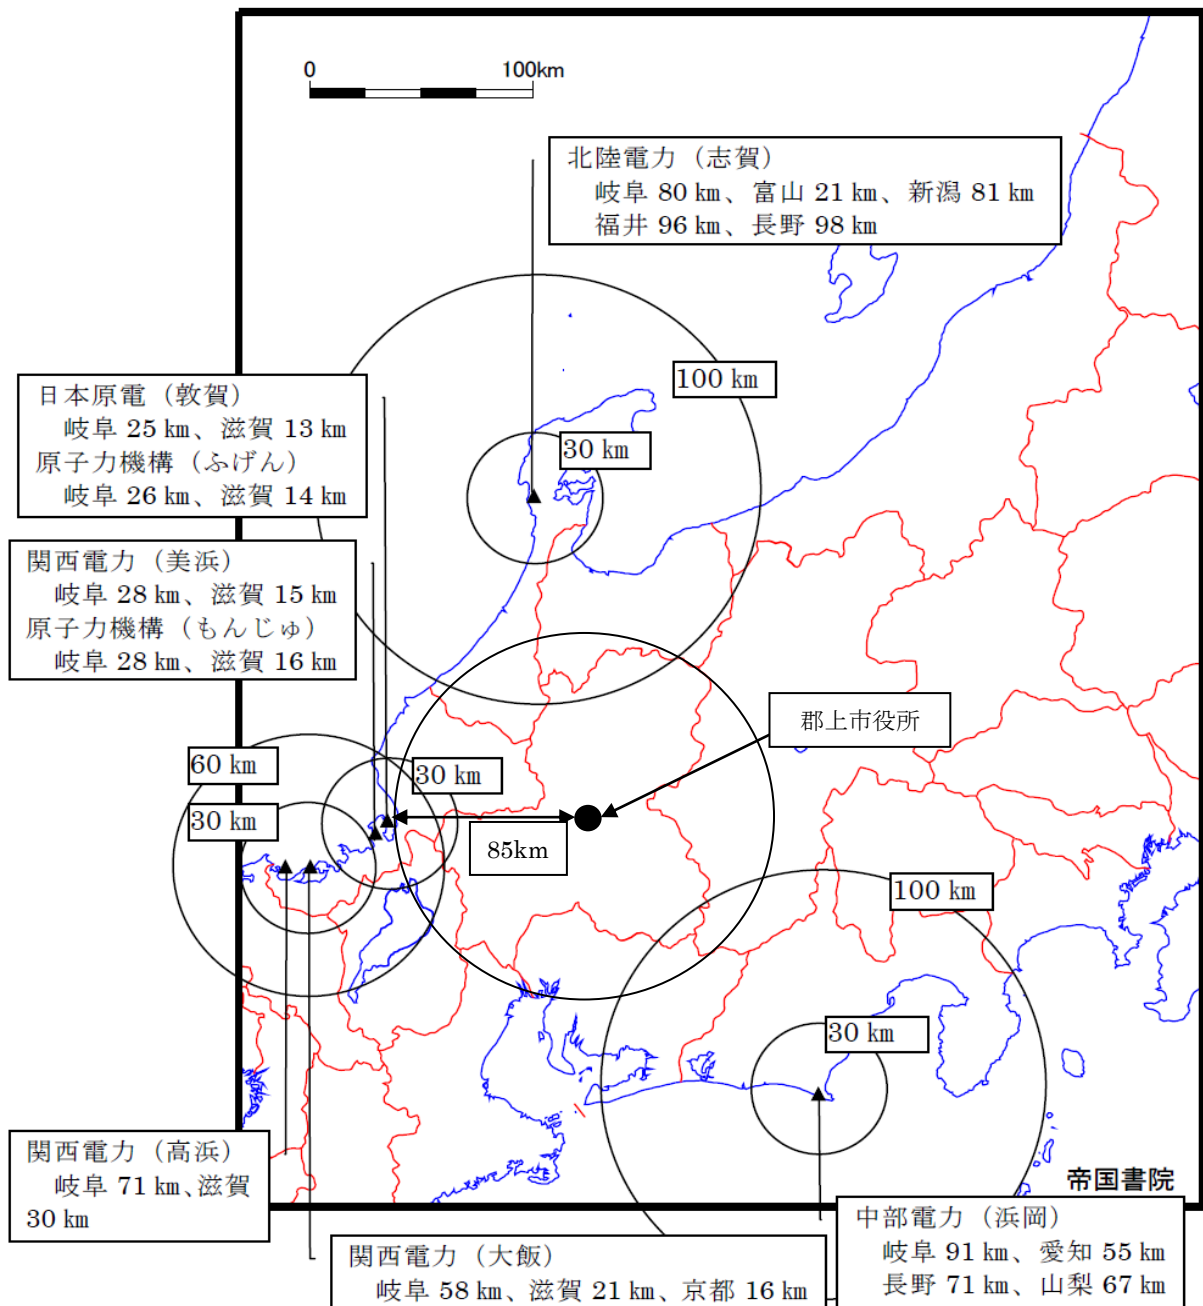 0 100km
北陸電力（志賀）
岐阜 80 km、富山 21 km、新潟 81 km
福井 96 km、長野 98 km
100 km
日本原電（敦賀）
岐阜 25 km、滋賀 13 km
原子力機構（ふげん）
岐阜 26 km、滋賀 14 km
30 km
関西電力（美浜）
岐阜 28 km、滋賀 15 km
原子力機構（もんじゅ）
岐阜 28 km、滋賀 16 km
郡上市役所
60 km
30 km
30 km
85km
100 km
30 km
関西電力（高浜）
岐阜 71 km、滋賀
30 km
帝国書院
中部電力（浜岡）
岐阜 91 km、愛知 55 km
長野 71 km、山梨 67 km
関西電力（大飯）
岐阜 58 km、滋賀 21 km、京都 16 km